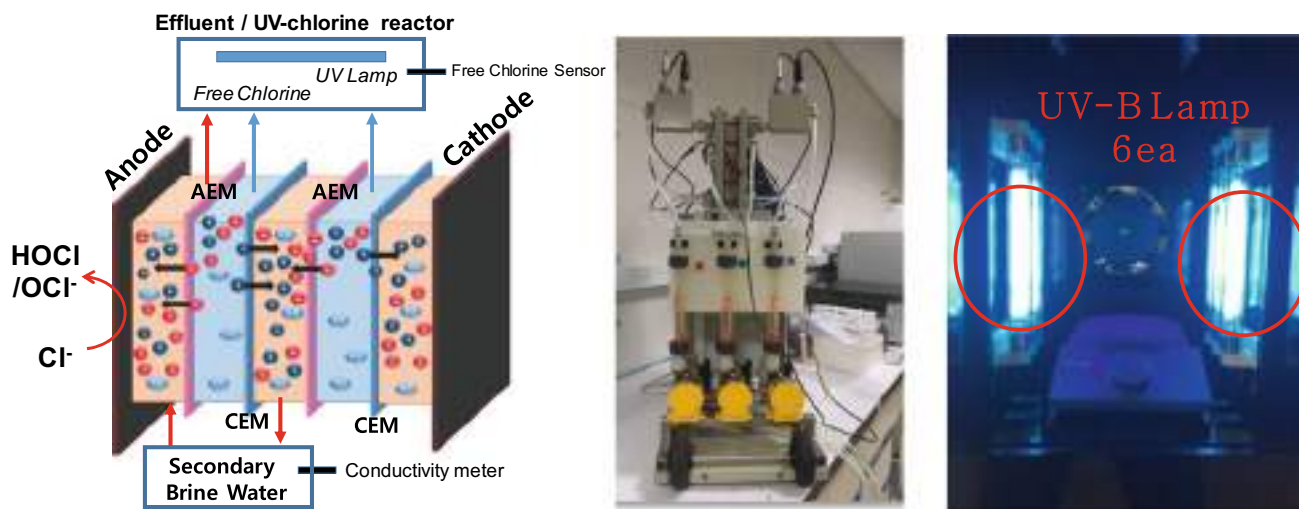 Effluent / UV-chlorine reactor
UV Lamp
Free Chlorine
Free Chlorine Sensor
Anode
Cathode
AEM
AEM
HOCl
/OCl⁻
Cl⁻
CEM
CEM
Secondary
Brine Water
Conductivity meter
UV-B Lamp
6ea